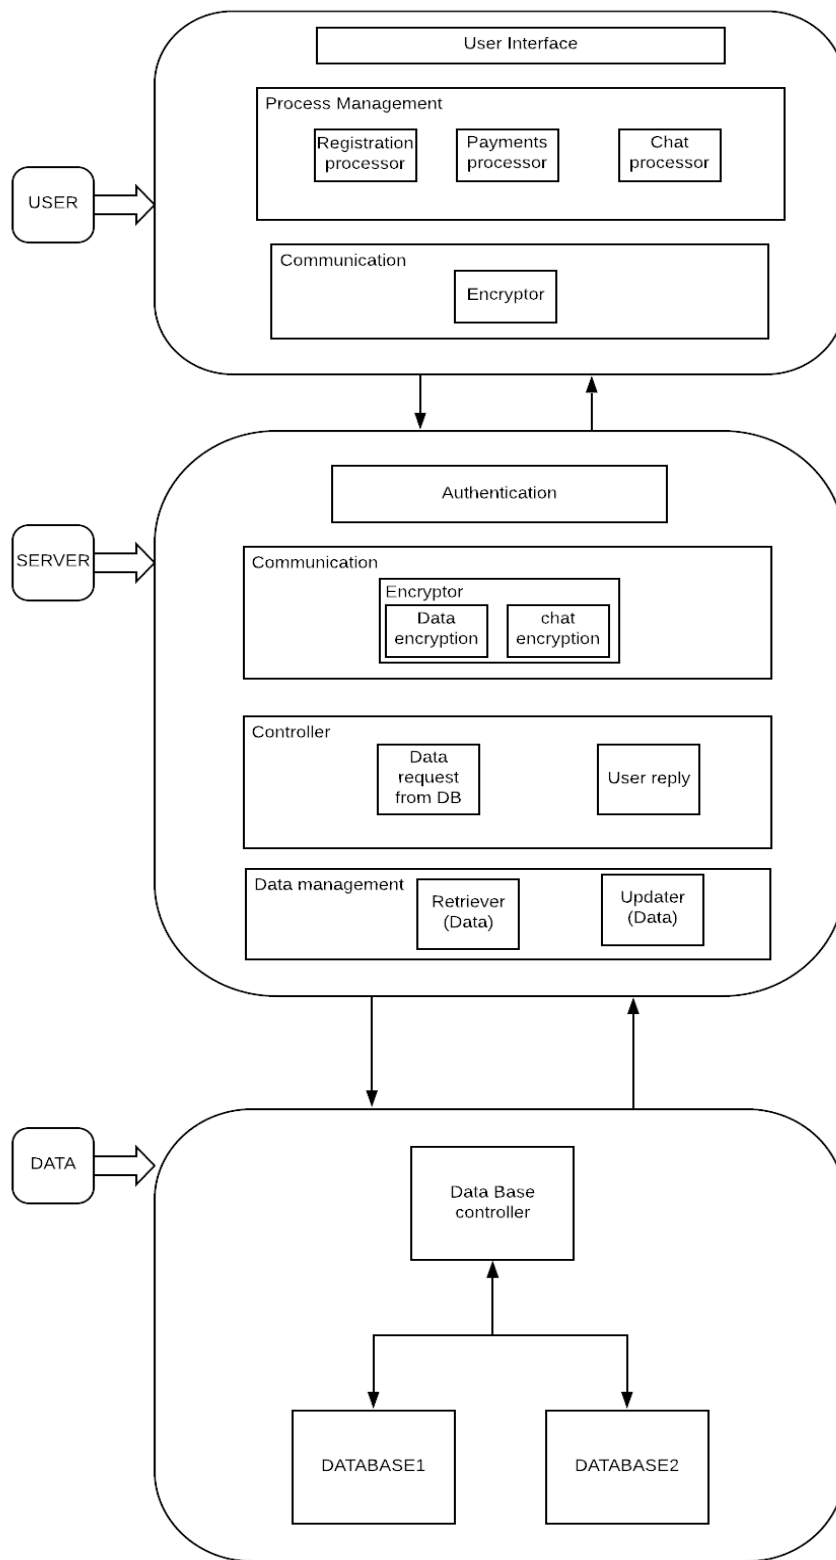 User Interface
Process Management
Registration
processor
Payments
processor
Chat
processor
USER
Communication
Encryptor
Authentication
SERVER
Communication
Encryptor
Data
encryption
chat
encryption
Controller
Data
request
from DB
User reply
Data management
Retriever
(Data)
Updater
(Data)
DATA
Data Base
controller
DATABASE1
DATABASE2